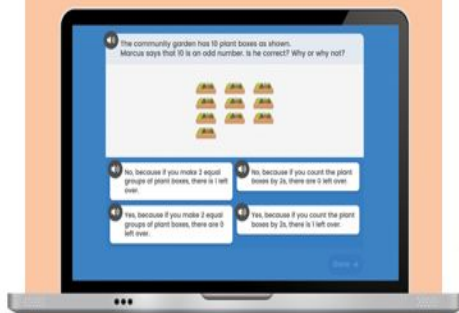 The community garden has 10 plant boxes as shown.
Marcus says that 10 is an odd number. Is he correct? Why or why not?
No, because if you make 2 equal
groups of plant boxes, there is 1 left
over.
No, because if you count the plant
boxes by 2s, there are 0 left over.
Yes, because if you make 2 equal
groups of plant boxes, there are 0
left over.
Yes, because if you count the plant
boxes by 2s, there is 1 left over.